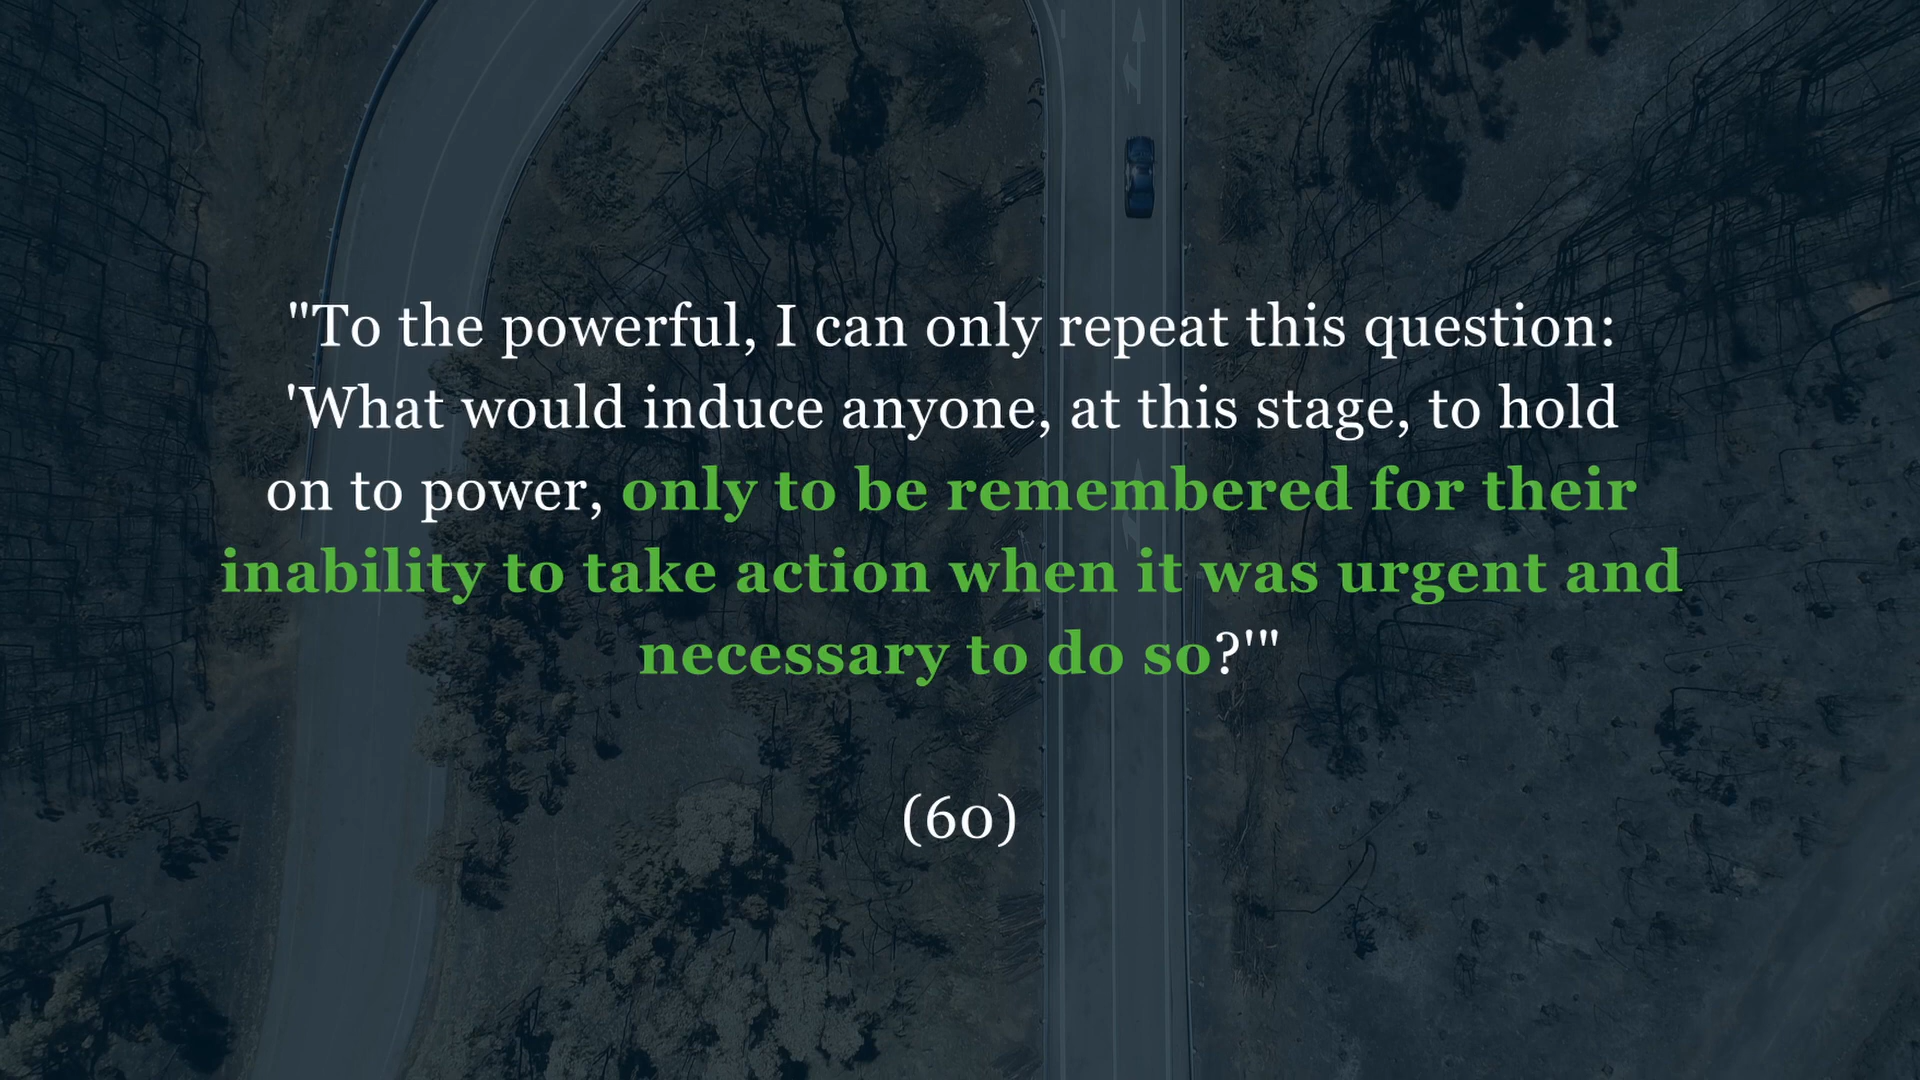 "To the powerful, I can only repeat this question:
'What would induce anyone, at this stage, to hold
on to power, only to be remembered for their
inability to take action when it was urgent and
necessary to do so?'"
(60)